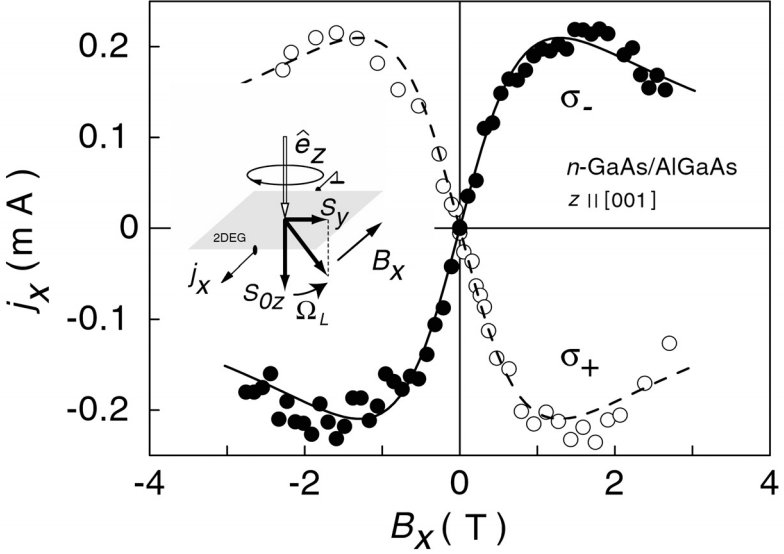 0.2
0.1
0
-0.1
-0.2
j_x ( m A )
ê_z
S_y
2DEG
j_x
S_0z
Ω_L
B_x
σ_-
n-GaAs/AlGaAs
z || [001]
σ_+
-4 -2 0 2 4
B_x ( T )